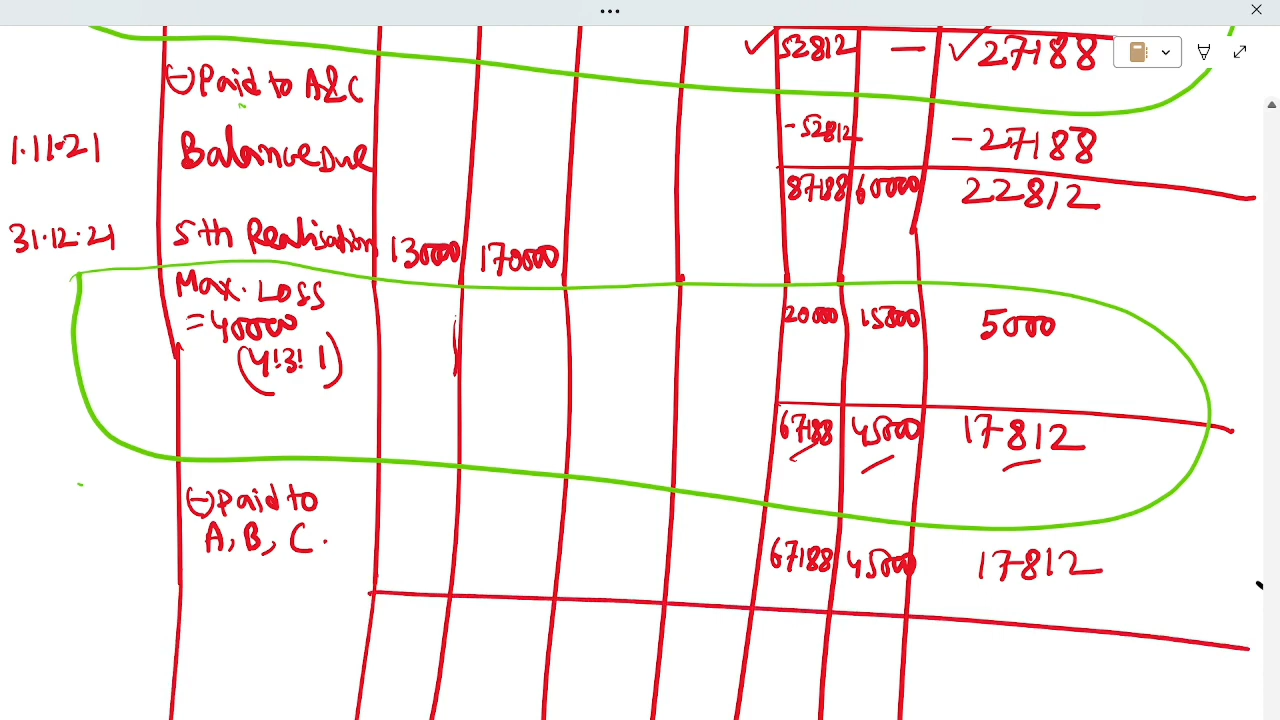 52812 — 27188
⊖ Paid to A&C
-52812 -27188
1.11.21 Balance Due 87188 60000 22812
31.12.21 5th Realisation 130000 170000
Max. Loss 20000 15000 5000
= 40000
(4:3:1)
67188 45000 17812
⊖ Paid to
A, B, C. 67188 45000 17812